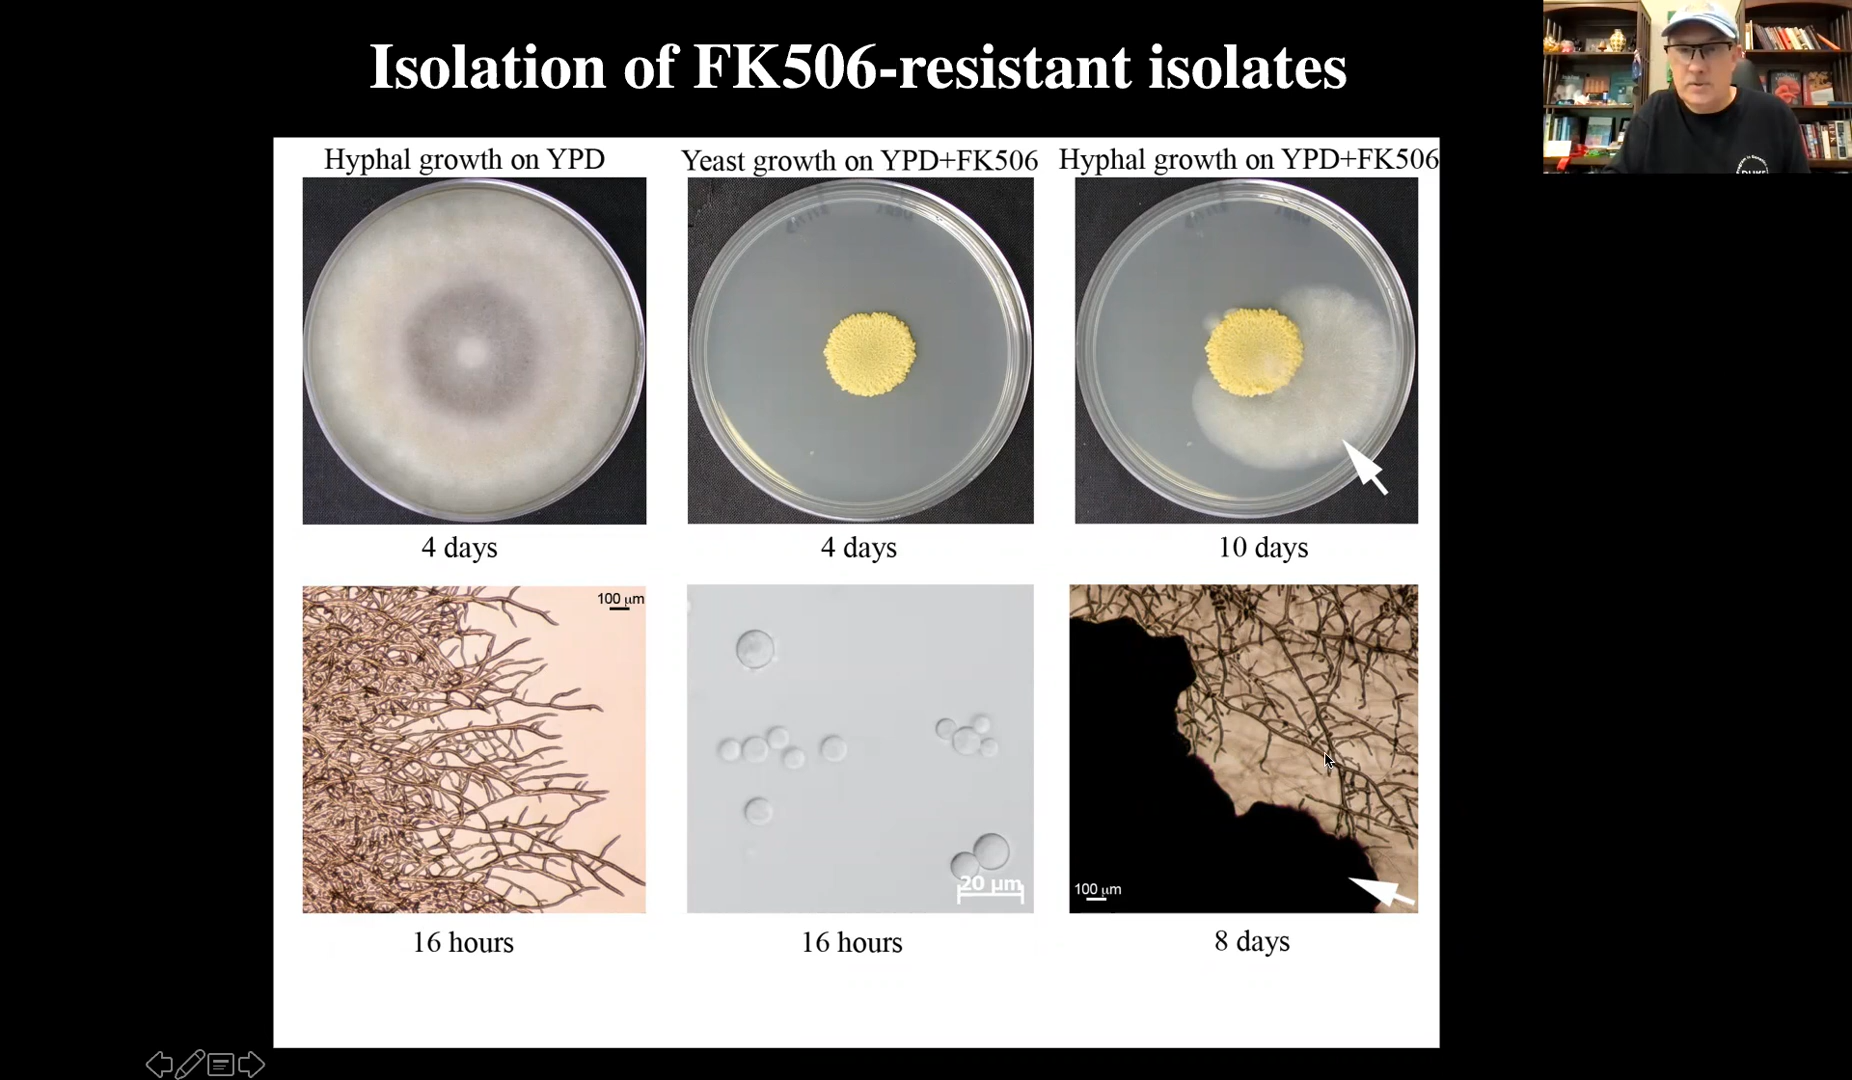 Isolation of FK506-resistant isolates
Hyphal growth on YPD
Yeast growth on YPD+FK506
Hyphal growth on YPD+FK506
4 days
4 days
10 days
100 μm
20 μm
100 μm
16 hours
16 hours
8 days